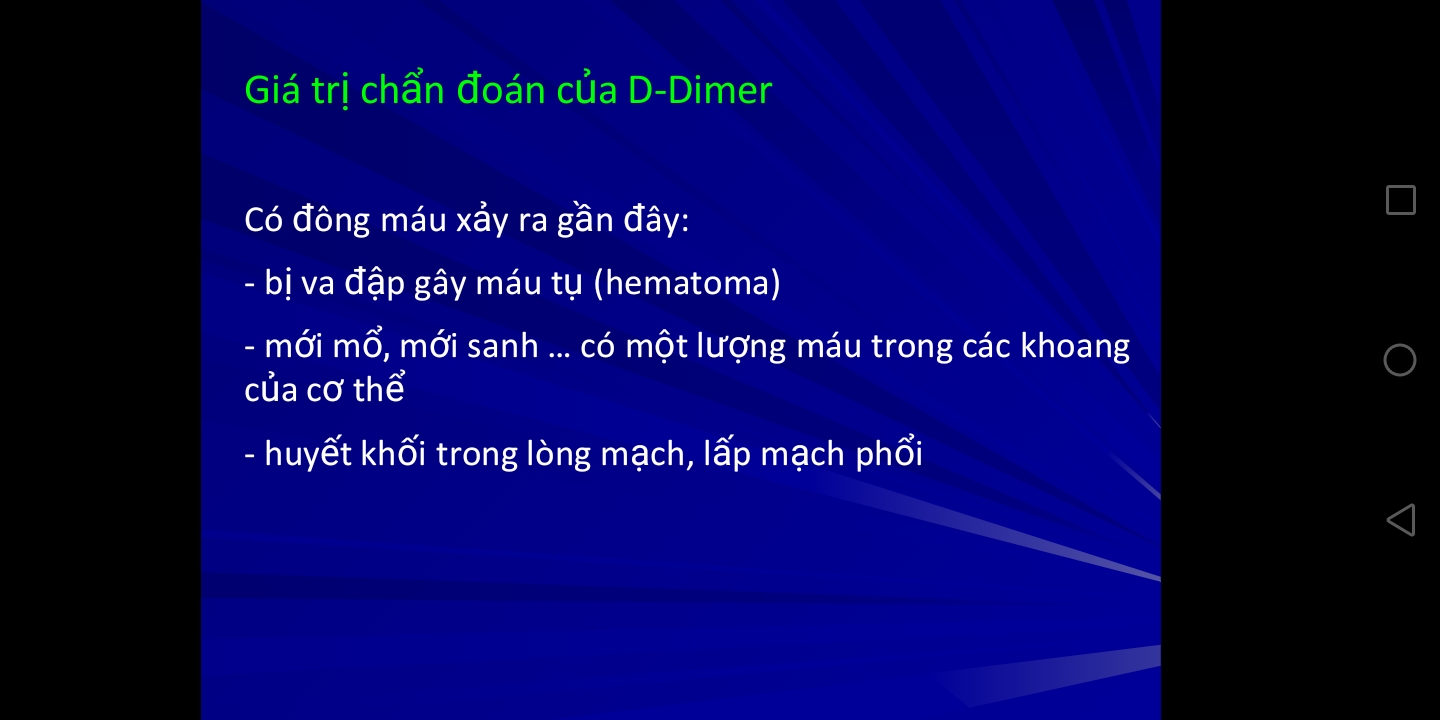 Giá trị chẩn đoán của D-Dimer
Có đông máu xảy ra gần đây:
- bị va đập gây máu tụ (hematoma)
- mới mổ, mới sanh ... có một lượng máu trong các khoang
của cơ thể
- huyết khối trong lòng mạch, lấp mạch phổi